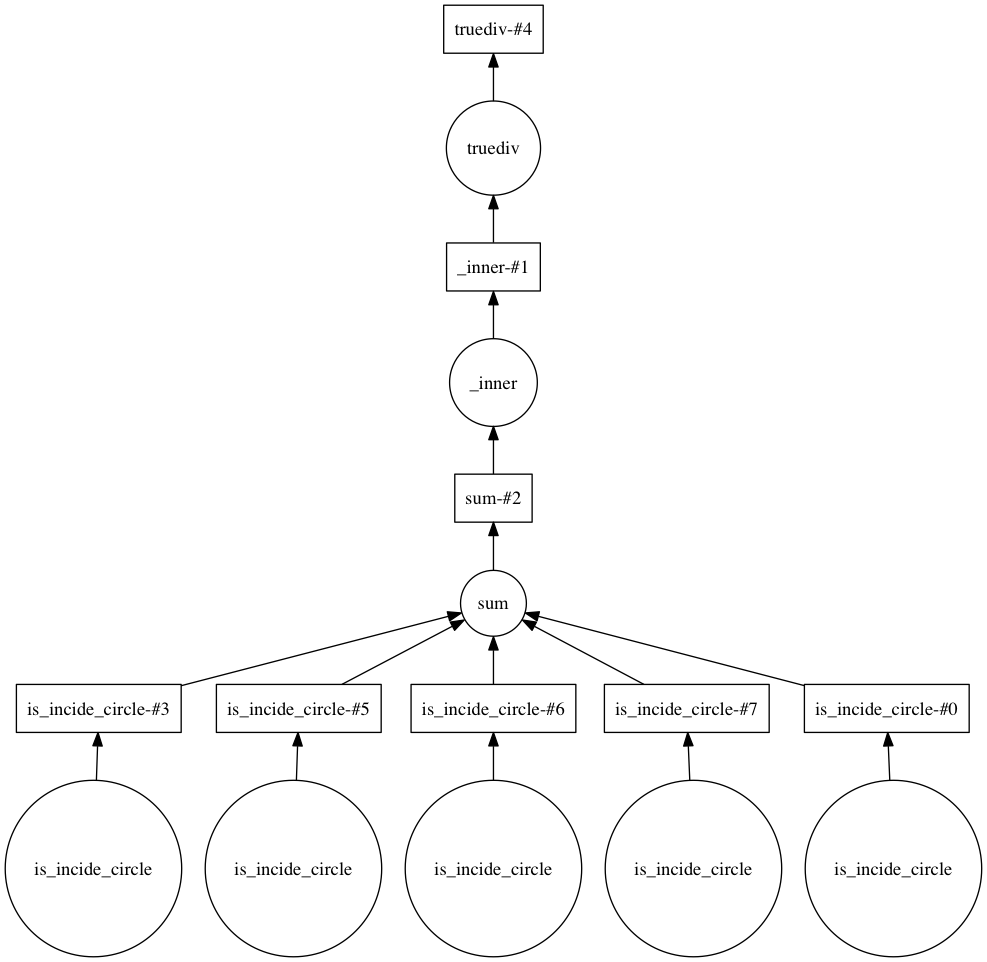 truediv-#4
truediv
_inner-#1
_inner
sum-#2
sum
is_incide_circle-#3
is_incide_circle-#5
is_incide_circle-#6
is_incide_circle-#7
is_incide_circle-#0
is_incide_circle
is_incide_circle
is_incide_circle
is_incide_circle
is_incide_circle